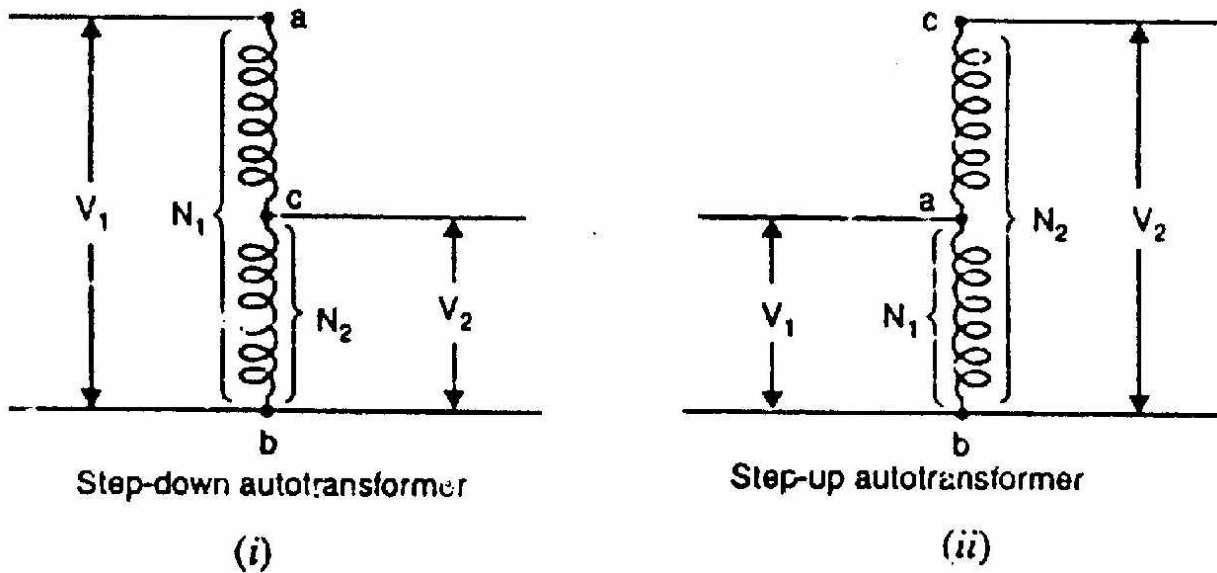 a
c
V₁
N₁
c
a
N₂
V₂
V₂
V₁
N₁
N₂
b
b
Step-down autotransformer
Step-up autotransformer
(i)
(ii)